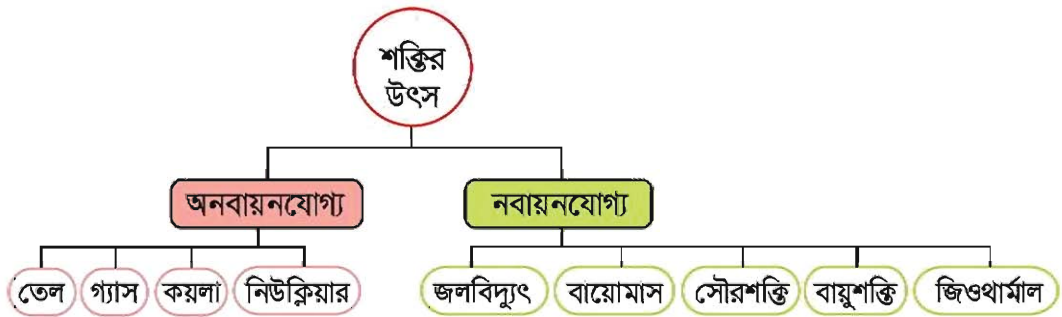 শক্তির
উৎস
অনবায়নযোগ্য
নবায়নযোগ্য
তেল
গ্যাস
কয়লা
নিউক্লিয়ার
জলবিদ্যুৎ
বায়োমাস
সৌরশক্তি
বায়ুশক্তি
জিওথার্মাল